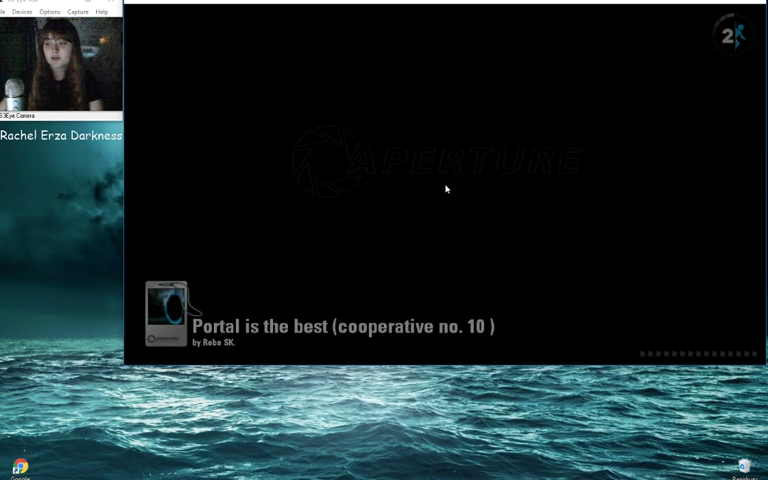 Devices Options Capture Help
S3Eye Camera
Rachel Erza Darkness
2
APERTURE
Portal is the best (cooperative no. 10 )
by Robo SK.
APERTURE
Google